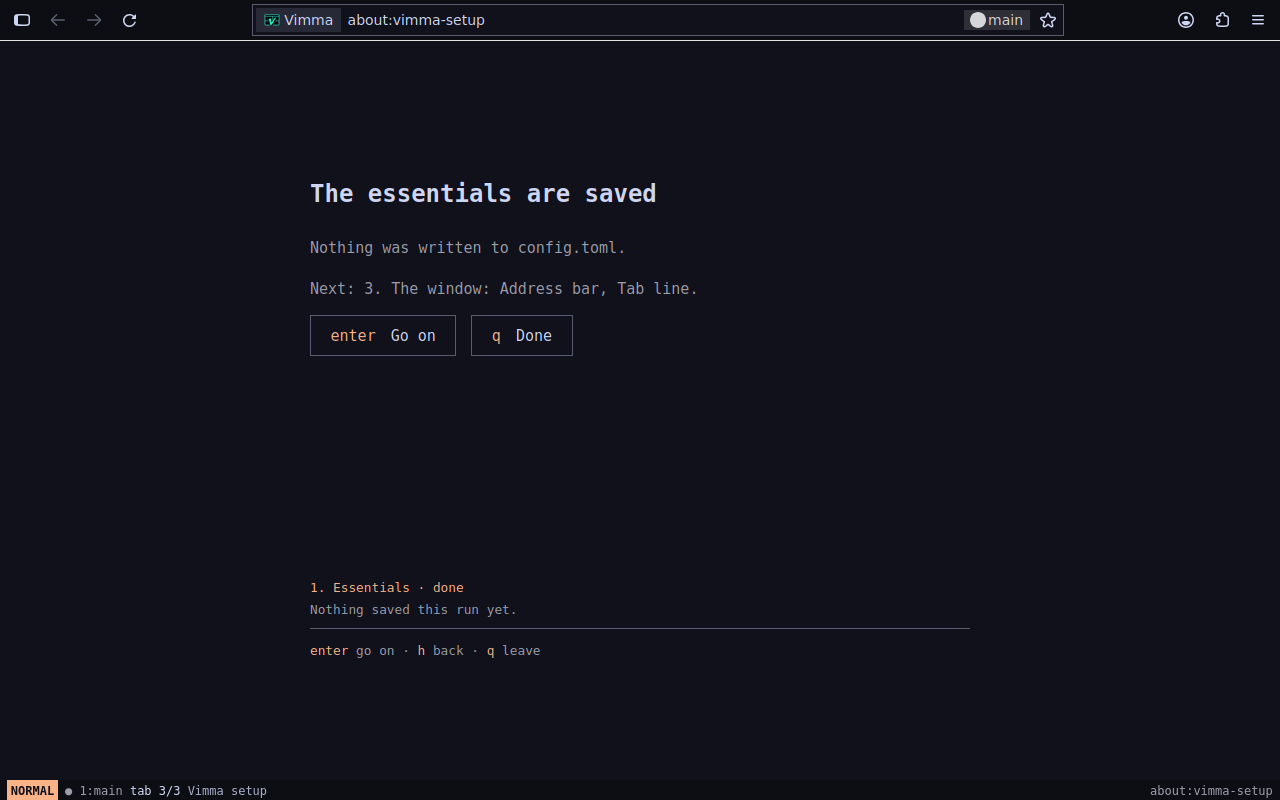 Vimma about:vimma-setup main
The essentials are saved
Nothing was written to config.toml.
Next: 3. The window: Address bar, Tab line.
enter Go on q Done
1. Essentials · done
Nothing saved this run yet.
enter go on · h back · q leave
NORMAL ● 1:main tab 3/3 Vimma setup about:vimma-setup